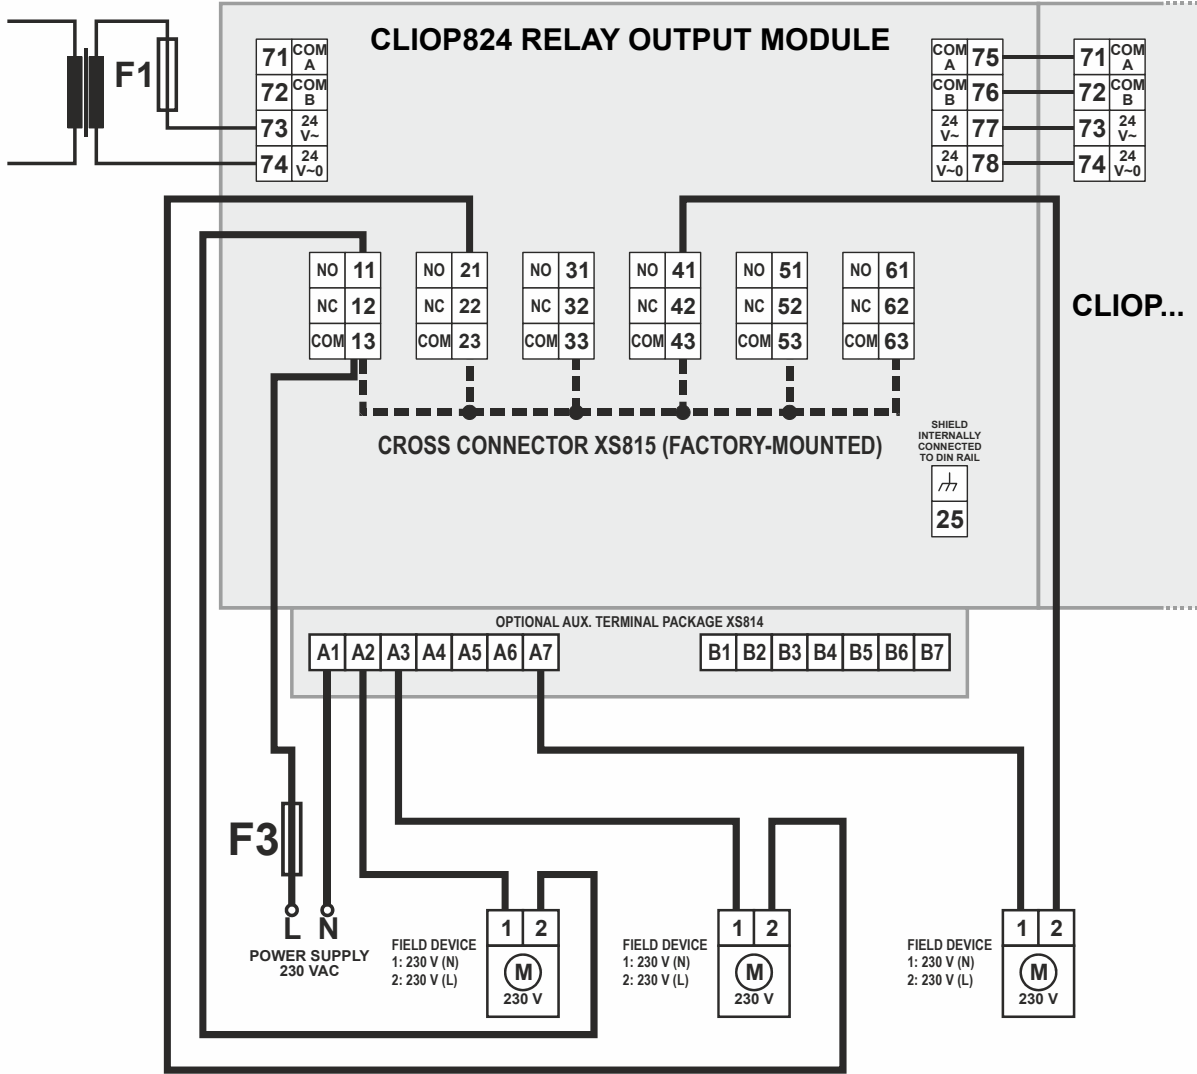 CLIOP824 RELAY OUTPUT MODULE
F1
71 COM A
72 COM B
73 24 V~
74 24 V~0
COM A 75
COM B 76
24 V~ 77
24 V~0 78
71 COM A
72 COM B
73 24 V~
74 24 V~0
NO 11
NC 12
COM 13
NO 21
NC 22
COM 23
NO 31
NC 32
COM 33
NO 41
NC 42
COM 43
NO 51
NC 52
COM 53
NO 61
NC 62
COM 63
CLIOP...
CROSS CONNECTOR XS815 (FACTORY-MOUNTED)
SHIELD
INTERNALLY
CONNECTED
TO DIN RAIL
25
OPTIONAL AUX. TERMINAL PACKAGE XS814
A1 A2 A3 A4 A5 A6 A7
B1 B2 B3 B4 B5 B6 B7
F3
L N
POWER SUPPLY
230 VAC
FIELD DEVICE
1: 230 V (N)
2: 230 V (L)
1 2
M
230 V
FIELD DEVICE
1: 230 V (N)
2: 230 V (L)
1 2
M
230 V
FIELD DEVICE
1: 230 V (N)
2: 230 V (L)
1 2
M
230 V